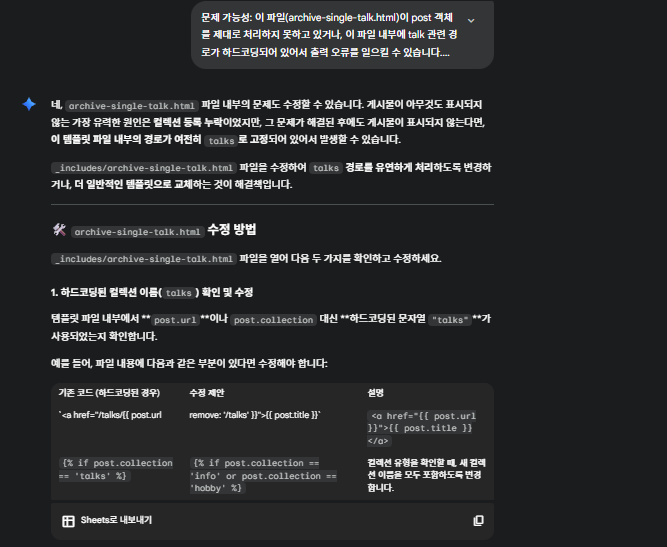 문제 가능성: 이 파일(archive-single-talk.html)이 post 객체
를 제대로 처리하지 못하고 있거나, 이 파일 내부에 talk 관련 경
로가 하드코딩되어 있어서 출력 오류를 일으킬 수 있습니다....
네, archive-single-talk.html 파일 내부의 문제도 수정할 수 있습니다. 게시물이 아무것도 표시되지
않는 가장 유력한 원인은 컬렉션 등록 누락이었지만, 그 문제가 해결된 후에도 게시물이 표시되지 않는다면,
이 템플릿 파일 내부의 경로가 여전히 talks 로 고정되어 있어서 발생할 수 있습니다.
_includes/archive-single-talk.html 파일을 수정하여 talks 경로를 유연하게 처리하도록 변경하
거나, 더 일반적인 템플릿으로 교체하는 것이 해결책입니다.
🛠️ archive-single-talk.html 수정 방법
_includes/archive-single-talk.html 파일을 열어 다음 두 가지를 확인하고 수정하세요.
1. 하드코딩된 컬렉션 이름( talks ) 확인 및 수정
템플릿 파일 내부에서 ** post.url **이나 post.collection 대신 **하드코딩된 문자열 "talks" **가
사용되었는지 확인합니다.
예를 들어, 파일 내용에 다음과 같은 부분이 있다면 수정해야 합니다:
기존 코드 (하드코딩된 경우) 수정 제안 설명
`<a href="/talks/{{ post.url remove: '/talks' }}">{{ post.title }}` <a href="{{ post.url
}}">{{ post.title }}
</a>
{% if post.collection {% if post.collection == 컬렉션 유형을 확인할 때, 새 컬렉
== 'talks' %} 'info' or post.collection == 션 이름을 모두 포함하도록 변경
'hobby' %} 합니다.
Sheets로 내보내기